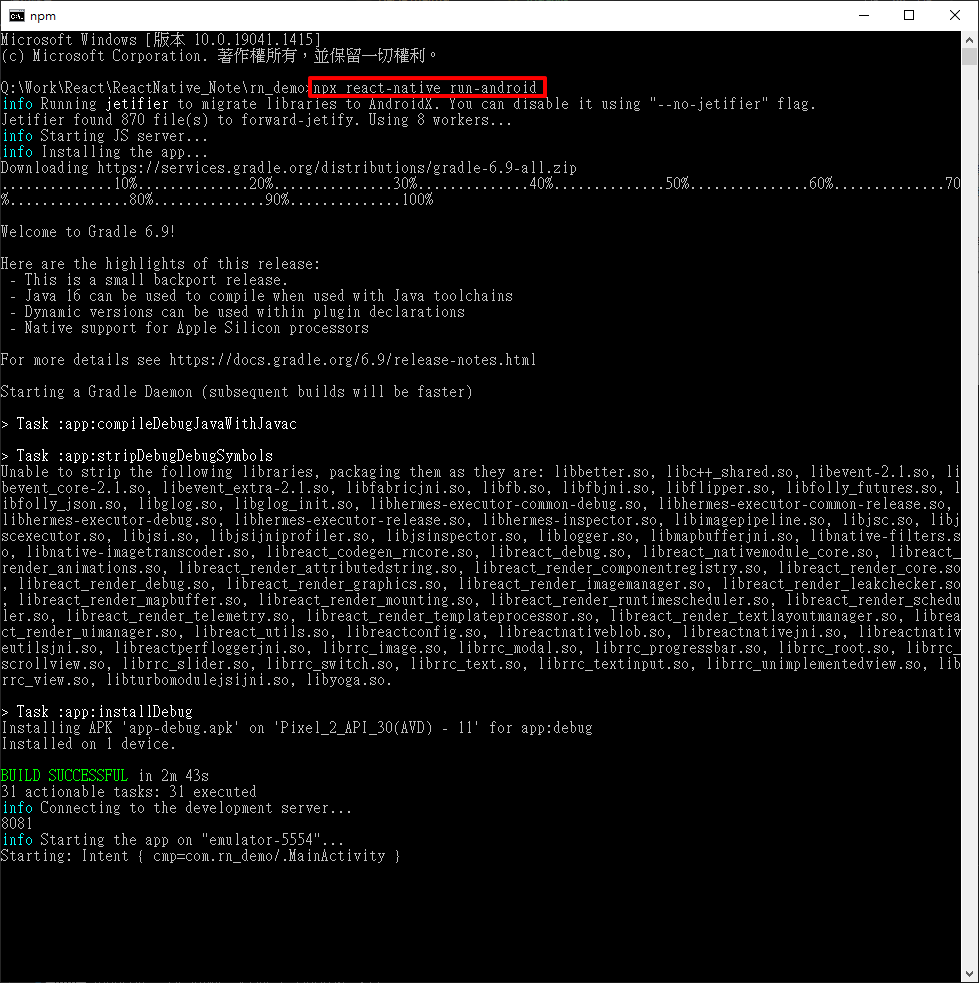 npm
Microsoft Windows [版本 10.0.19041.1415]
(c) Microsoft Corporation. 著作權所有，並保留一切權利。
Q:\Work\React\ReactNative_Note\rn_demo>npx react-native run-android
info Running jetifier to migrate libraries to AndroidX. You can disable it using "--no-jetifier" flag.
Jetifier found 870 file(s) to forward-jetify. Using 8 workers...
info Starting JS server...
info Installing the app...
Downloading https://services.gradle.org/distributions/gradle-6.9-all.zip
..............10%..............20%...............30%..............40%..............50%...............60%..............70
%...............80%..............90%..............100%
Welcome to Gradle 6.9!
Here are the highlights of this release:
- This is a small backport release.
- Java 16 can be used to compile when used with Java toolchains
- Dynamic versions can be used within plugin declarations
- Native support for Apple Silicon processors
For more details see https://docs.gradle.org/6.9/release-notes.html
Starting a Gradle Daemon (subsequent builds will be faster)
> Task :app:compileDebugJavaWithJavac
> Task :app:stripDebugDebugSymbols
Unable to strip the following libraries, packaging them as they are: libbetter.so, libc++_shared.so, libevent-2.1.so, li
bevent_core-2.1.so, libevent_extra-2.1.so, libfabricjni.so, libfb.so, libfbjni.so, libflipper.so, libfolly_futures.so, l
ibfolly_json.so, libglog.so, libglog_init.so, libhermes-executor-common-debug.so, libhermes-executor-common-release.so,
libhermes-executor-debug.so, libhermes-executor-release.so, libhermes-inspector.so, libimagepipeline.so, libjsc.so, libj
scexecutor.so, libjsi.so, libjsijniprofiler.so, libjsinspector.so, liblogger.so, libmapbufferjni.so, libnative-filters.s
o, libnative-imagetranscoder.so, libreact_codegen_rncore.so, libreact_debug.so, libreact_nativemodule_core.so, libreact_
render_animations.so, libreact_render_attributedstring.so, libreact_render_componentregistry.so, libreact_render_core.so
, libreact_render_debug.so, libreact_render_graphics.so, libreact_render_imagemanager.so, libreact_render_leakchecker.so
, libreact_render_mapbuffer.so, libreact_render_mounting.so, libreact_render_runtimescheduler.so, libreact_render_schedu
ler.so, libreact_render_telemetry.so, libreact_render_templateprocessor.so, libreact_render_textlayoutmanager.so, librea
ct_render_uimanager.so, libreact_utils.so, libreactconfig.so, libreactnativeblob.so, libreactnativejni.so, libreactnativ
eutilsjni.so, libreactperfloggerjni.so, librrc_image.so, librrc_modal.so, librrc_progressbar.so, librrc_root.so, librrc_
scrollview.so, librrc_slider.so, librrc_switch.so, librrc_text.so, librrc_textinput.so, librrc_unimplementedview.so, lib
rrc_view.so, libturbomodulejsijni.so, libyoga.so.
> Task :app:installDebug
Installing APK 'app-debug.apk' on 'Pixel_2_API_30(AVD) - 11' for app:debug
Installed on 1 device.
BUILD SUCCESSFUL in 2m 43s
31 actionable tasks: 31 executed
info Connecting to the development server...
8081
info Starting the app on "emulator-5554"...
Starting: Intent { cmp=com.rn_demo/.MainActivity }